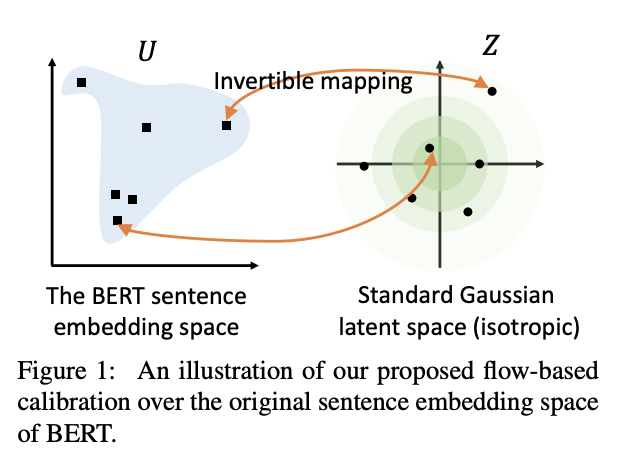 U
Z
Invertible mapping
The BERT sentence
embedding space
Standard Gaussian
latent space (isotropic)
Figure 1: An illustration of our proposed flow-based
calibration over the original sentence embedding space
of BERT.